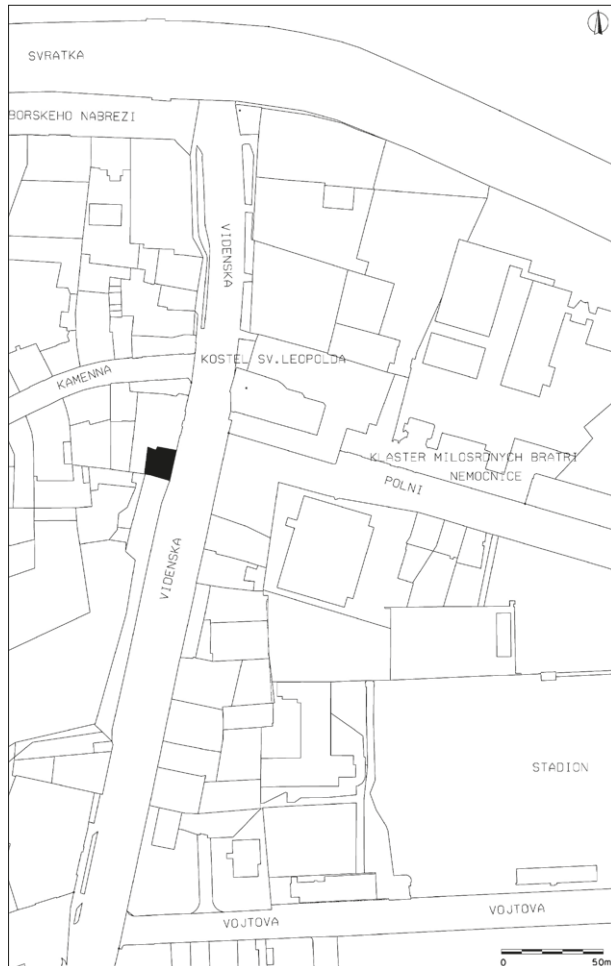 SVRATKA
BORSKEHO NABREZI
VIDENSKA
KOSTEL SV.LEOPOLDA
KAMENNA
KLASTER MILOSRDNYCH BRATRI
NEMOCNICE
POLNI
VIDENSKA
STADION
VOJTOVA
VOJTOVA
0 50m